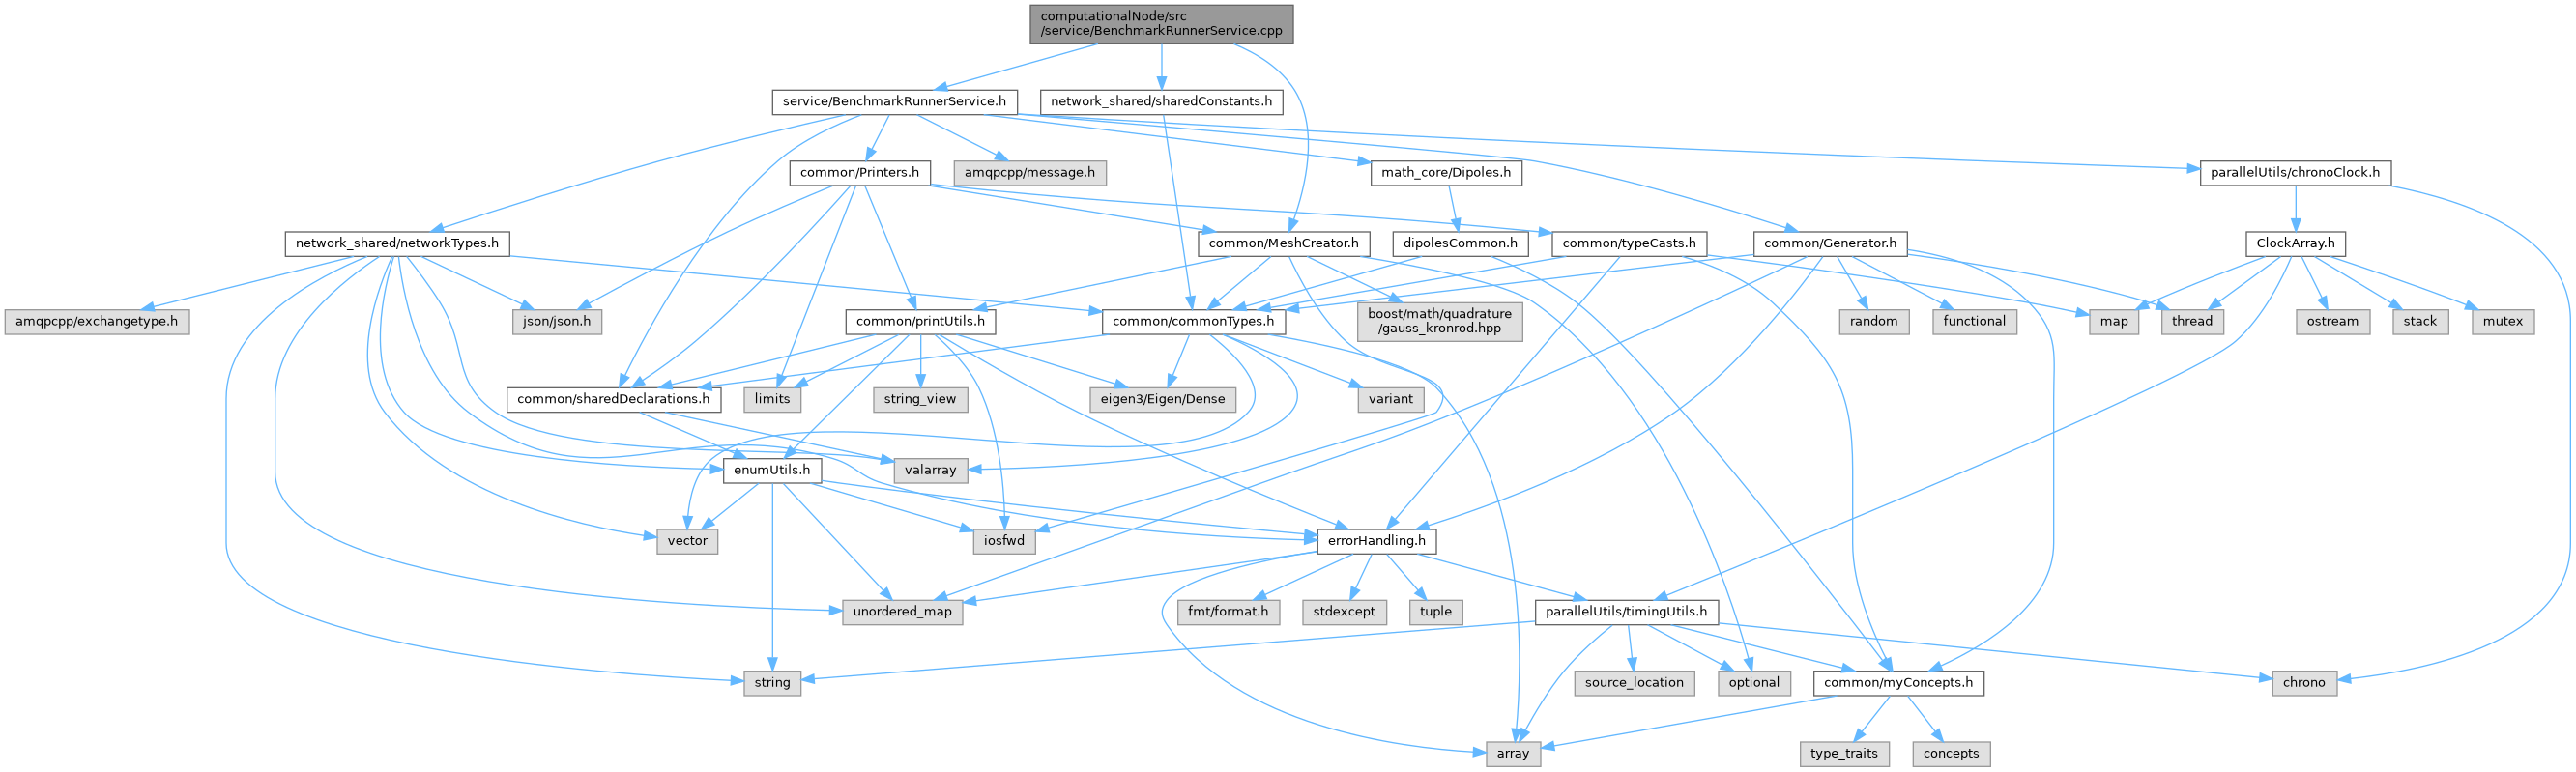 computationalNode/src
/service/BenchmarkRunnerService.cpp
service/BenchmarkRunnerService.h
network_shared/sharedConstants.h
common/Printers.h
amqpcpp/message.h
math_core/Dipoles.h
parallelUtils/chronoClock.h
network_shared/networkTypes.h
common/MeshCreator.h
dipolesCommon.h
common/typeCasts.h
common/Generator.h
ClockArray.h
amqpcpp/exchangetype.h
json/json.h
common/printUtils.h
common/commonTypes.h
boost/math/quadrature
/gauss_kronrod.hpp
random
functional
map
thread
ostream
stack
mutex
common/sharedDeclarations.h
limits
string_view
eigen3/Eigen/Dense
variant
enumUtils.h
valarray
vector
iosfwd
errorHandling.h
unordered_map
fmt/format.h
stdexcept
tuple
parallelUtils/timingUtils.h
string
source_location
optional
common/myConcepts.h
chrono
array
type_traits
concepts